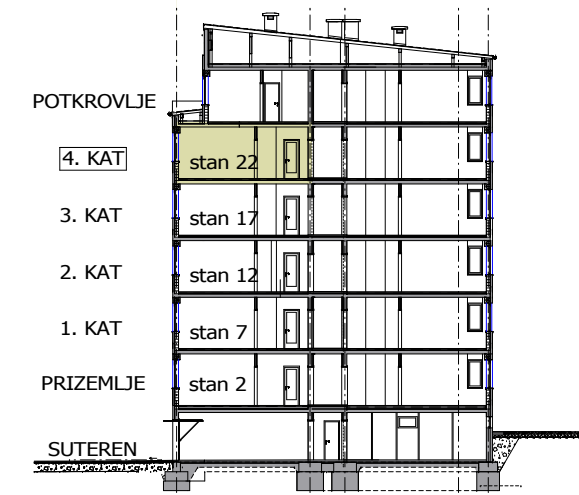 POTKROVLJE
4. KAT stan 22
3. KAT stan 17
2. KAT stan 12
1. KAT stan 7
PRIZEMLJE stan 2
SUTEREN